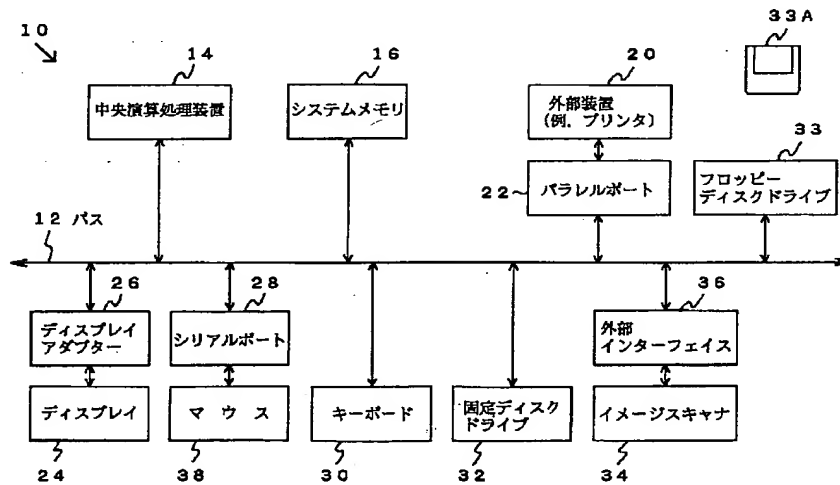 10
14
16
20
33A
中央演算処理装置
システムメモリ
外部装置
(例.プリンタ)
33
22
パラレルポート
フロッピー
ディスクドライブ
12 バス
26
28
36
ディスプレイ
アダプター
シリアルポート
外部
インターフェイス
ディスプレイ
マウス
キーボード
固定ディスク
ドライブ
イメージスキャナ
24
38
30
32
34